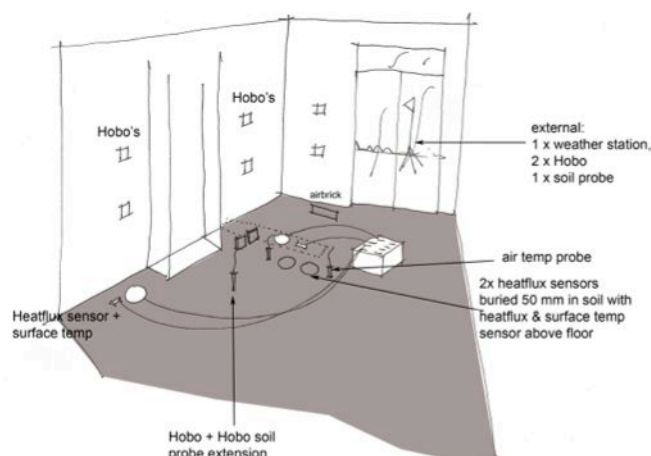 Hobo's
Hobo's
external:
1 x weather station,
2 x Hobo
1 x soil probe
airbrick
air temp probe
2x heatflux sensors
buried 50 mm in soil with
heatflux & surface temp
sensor above floor
Heatflux sensor +
surface temp
Hobo + Hobo soil
probe extension